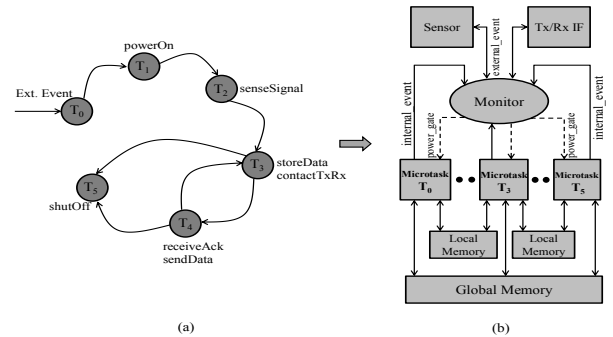 powerOn
T1
Ext. Event
T0
T2
senseSignal
T3
storeData
contactTxRx
T5
shutOff
T4
receiveAck
sendData
(a)
Sensor
Tx/Rx IF
external_event
Monitor
internal_event
power_gate
power_gate
internal_event
Microtask
T0
Microtask
T3
Microtask
T5
Local
Memory
Local
Memory
Global Memory
(b)